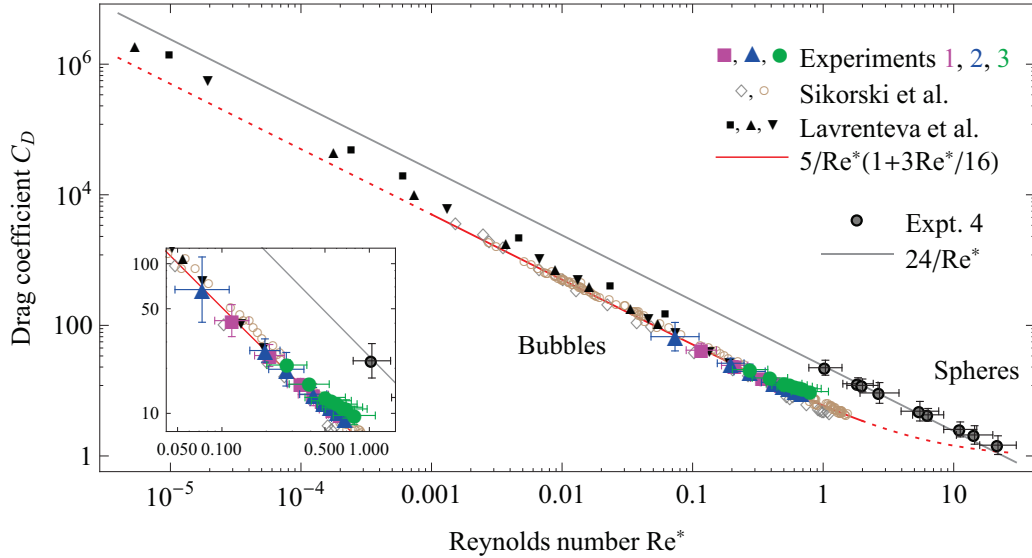 Drag coefficient C_D
10^6
10^4
100
1
■, ▲, ● Experiments 1, 2, 3
◇, ○ Sikorski et al.
■, ▲, ▼ Lavrenteva et al.
5/Re*(1+3Re*/16)
Expt. 4
24/Re*
Bubbles
Spheres
100
50
10
0.050 0.100 0.500 1.000
10^-5 10^-4 0.001 0.01 0.1 1 10
Reynolds number Re*